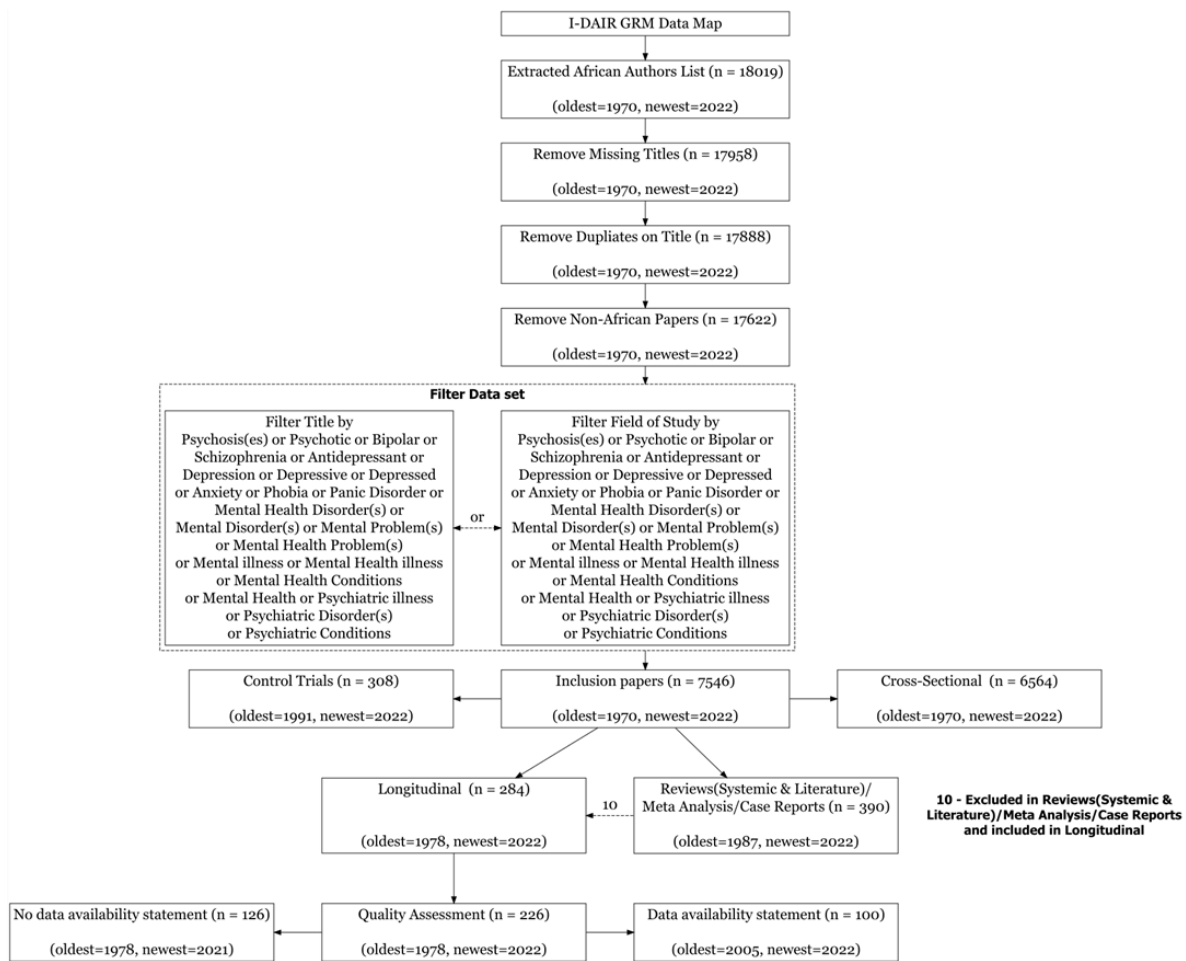 I-DAIR GRM Data Map
Extracted African Authors List (n = 18019)
(oldest=1970, newest=2022)
Remove Missing Titles (n = 17958)
(oldest=1970, newest=2022)
Remove Dupliates on Title (n = 17888)
(oldest=1970, newest=2022)
Remove Non-African Papers (n = 17622)
(oldest=1970, newest=2022)
Filter Data set
Filter Title by
Psychosis(es) or Psychotic or Bipolar or
Schizophrenia or Antidepressant or
Depression or Depressive or Depressed
or Anxiety or Phobia or Panic Disorder or
Mental Health Disorder(s) or
Mental Disorder(s) or Mental Problem(s)
or Mental Health Problem(s)
or Mental illness or Mental Health illness
or Mental Health Conditions
or Mental Health or Psychiatric illness
or Psychiatric Disorder(s)
or Psychiatric Conditions
or
Filter Field of Study by
Psychosis(es) or Psychotic or Bipolar or
Schizophrenia or Antidepressant or
Depression or Depressive or Depressed
or Anxiety or Phobia or Panic Disorder or
Mental Health Disorder(s) or
Mental Disorder(s) or Mental Problem(s)
or Mental Health Problem(s)
or Mental illness or Mental Health illness
or Mental Health Conditions
or Mental Health or Psychiatric illness
or Psychiatric Disorder(s)
or Psychiatric Conditions
Control Trials (n = 308)
(oldest=1991, newest=2022)
Inclusion papers (n = 7546)
(oldest=1970, newest=2022)
Cross-Sectional (n = 6564)
(oldest=1970, newest=2022)
Longitudinal (n = 284)
(oldest=1978, newest=2022)
10
Reviews(Systemic & Literature)/
Meta Analysis/Case Reports (n = 390)
(oldest=1987, newest=2022)
10 - Excluded in Reviews(Systemic &
Literature)/Meta Analysis/Case Reports
and included in Longitudinal
No data availability statement (n = 126)
(oldest=1978, newest=2021)
Quality Assessment (n = 226)
(oldest=1978, newest=2022)
Data availability statement (n = 100)
(oldest=2005, newest=2022)